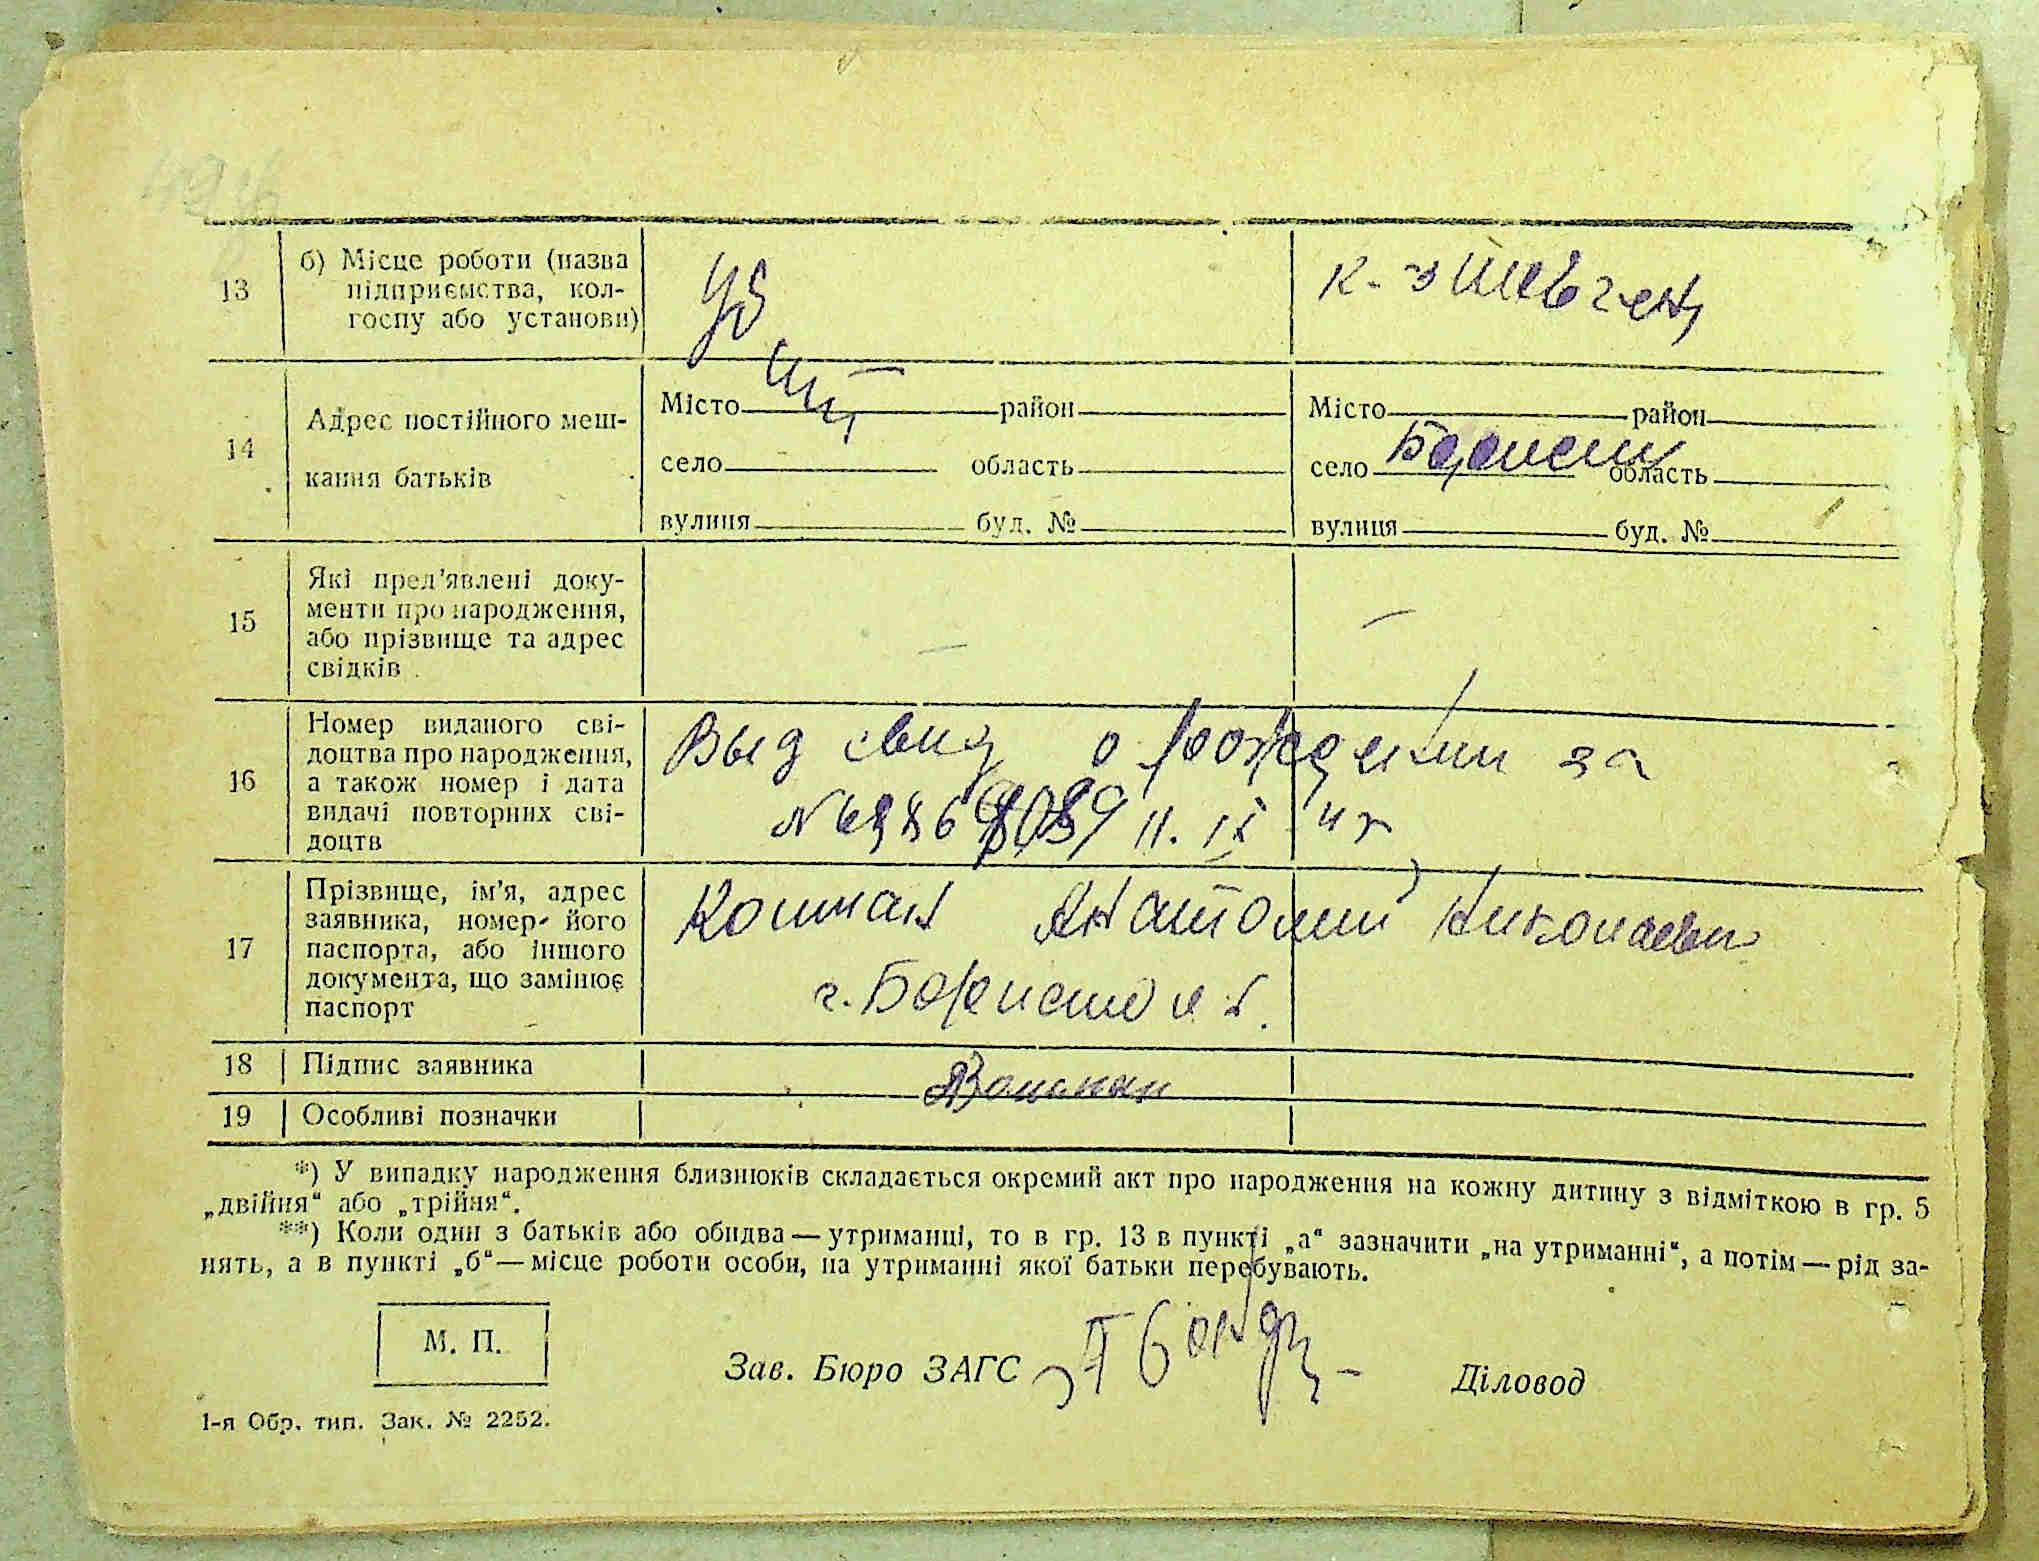 13
б) Місце роботи (назва
підприємства, кол-
госпу або установи)
к-з Шевченк
14
Адрес постійного меш-
кання батьків
Місто район
село область
вулиця буд. №
Місто район
село область
вулиця буд. №
15
Які пред'явлені доку-
менти про народження,
або прізвище та адрес
свідків
16
Номер виданого сві-
доцтва про народження,
а також номер і дата
видачі повторних сві-
доцтв
Выд свид о рождении за
17
Прізвище, ім'я, адрес
заявника, номер його
паспорта, або іншого
документа, що замінює
паспорт
Анатолий Николаевич
18 Підпис заявника
19 Особливі позначки
*) У випадку народження близнюків складається окремий акт про народження на кожну дитину з відміткою в гр. 5
„двійня“ або „трійня“.
**) Коли один з батьків або обидва — утриманці, то в гр. 13 в пункті „а“ зазначити „на утриманні“, а потім — рід за-
нять, а в пункті „б“ — місце роботи особи, на утриманні якої батьки перебувають.
М. П.
Зав. Бюро ЗАГС
Діловод
1-я Обр. тип. Зак. № 2252.